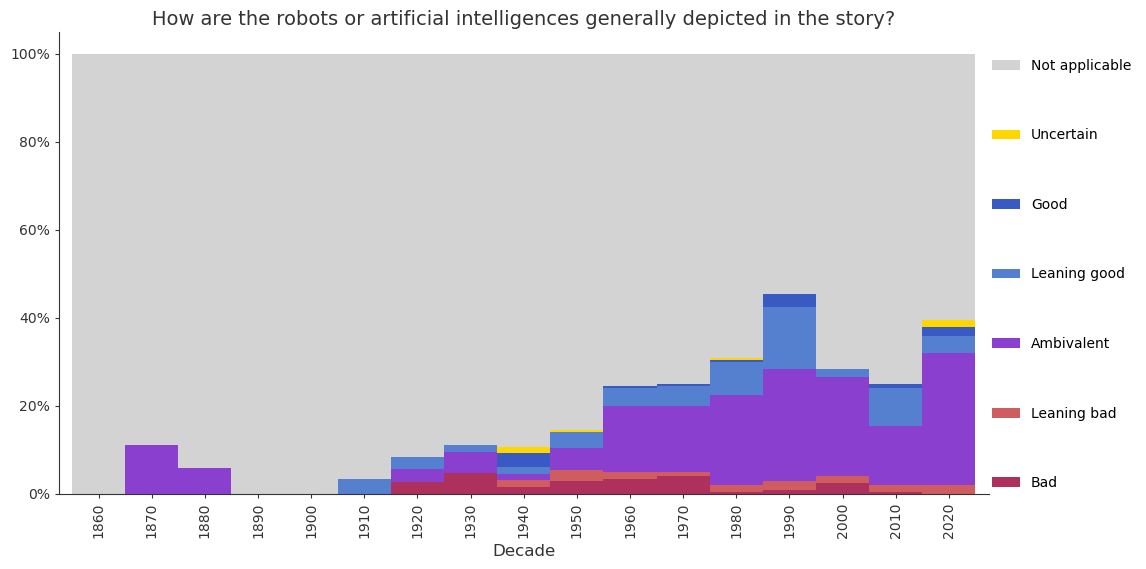 How are the robots or artificial intelligences generally depicted in the story?
100%
80%
60%
40%
20%
0%
1860
1870
1880
1890
1900
1910
1920
1930
1940
1950
1960
1970
1980
1990
2000
2010
2020
Decade
Not applicable
Uncertain
Good
Leaning good
Ambivalent
Leaning bad
Bad